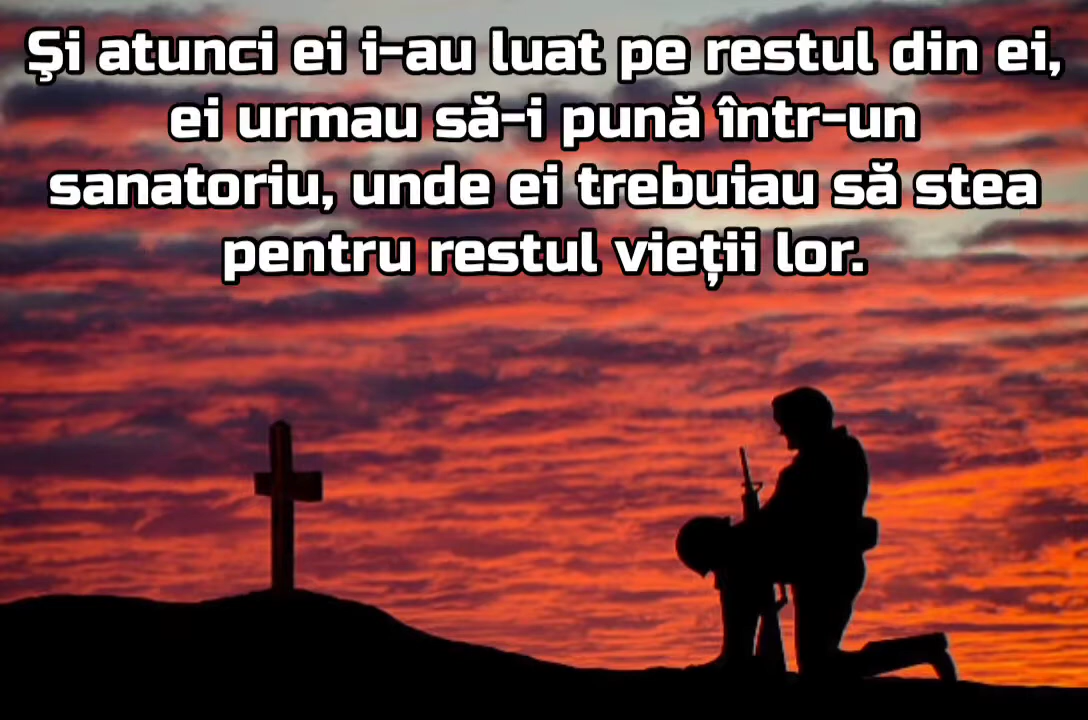 Şi atunci ei i-au luat pe restul din ei,
ei urmau să-i pună într-un
sanatoriu, unde ei trebuiau să stea
pentru restul vieții lor.